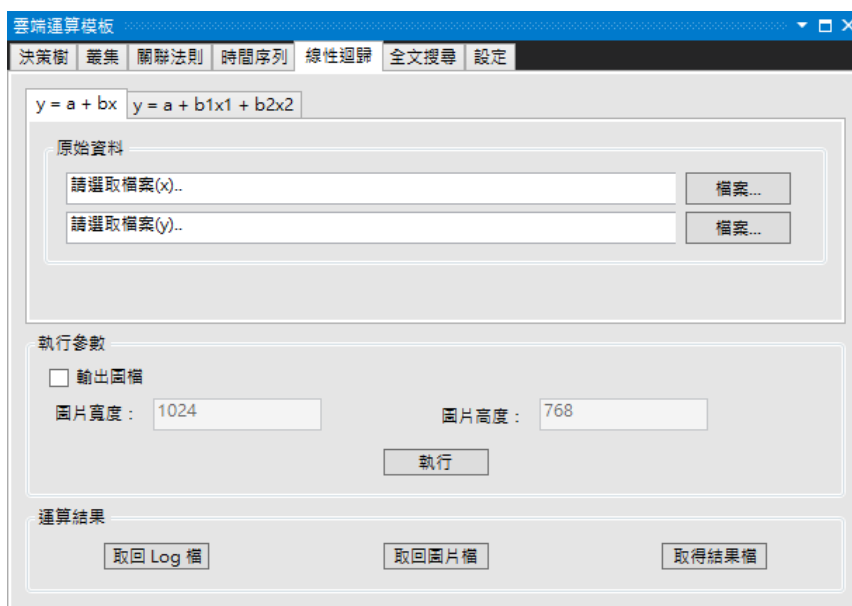 雲端運算模板
決策樹 叢集 關聯法則 時間序列 線性迴歸 全文搜尋 設定
y = a + bx y = a + b1x1 + b2x2
原始資料
請選取檔案(x).. 檔案...
請選取檔案(y).. 檔案...
執行參數
輸出圖檔
圖片寬度： 1024 圖片高度： 768
執行
運算結果
取回 Log 檔 取回圖片檔 取得結果檔